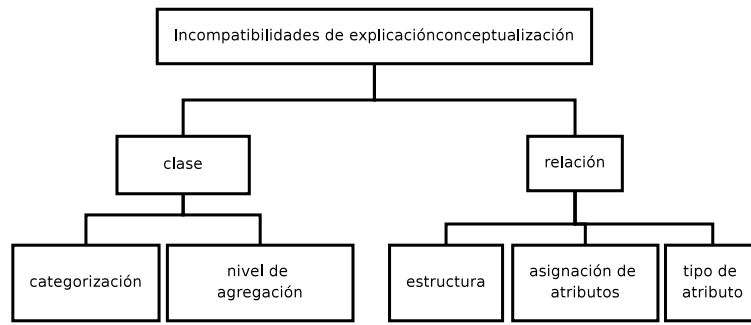 Incompatibilidades de explicaciónconceptualización
clase
relación
categorización
nivel de
agregación
estructura
asignación de
atributos
tipo de
atributo